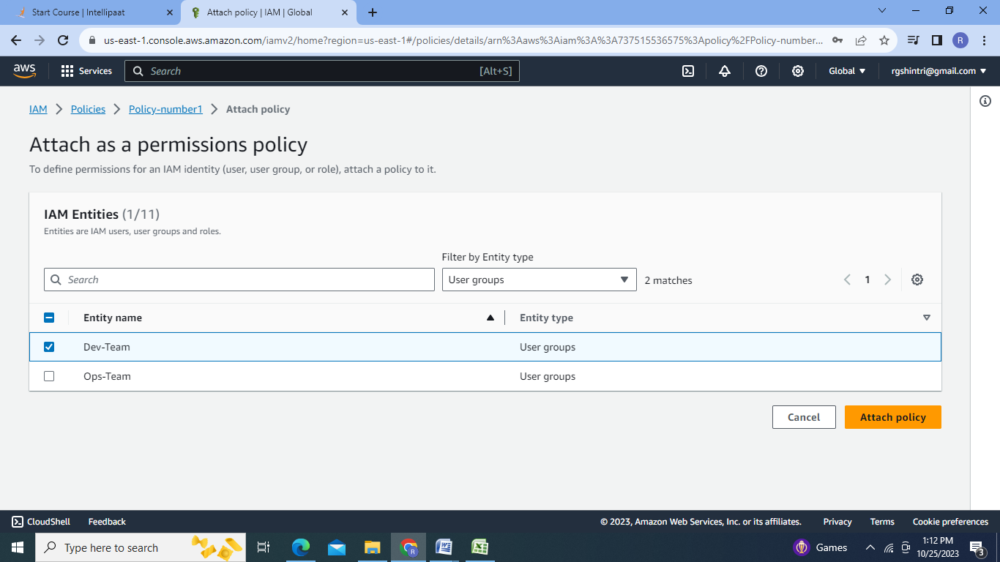 Start Course | Intellipaat
Attach policy | IAM | Global
us-east-1.console.aws.amazon.com/iamv2/home?region=us-east-1#/policies/details/arn%3Aaws%3Aiam%3A%3A737515536575%3Apolicy%2FPolicy-number...
R
aws
Services
Search
[Alt+S]
Global
rgshintri@gmail.com
IAM
Policies
Policy-number1
Attach policy
Attach as a permissions policy
To define permissions for an IAM identity (user, user group, or role), attach a policy to it.
IAM Entities (1/11)
Entities are IAM users, user groups and roles.
Filter by Entity type
Search
User groups
2 matches
1
Entity name
Entity type
Dev-Team
User groups
Ops-Team
User groups
Cancel
Attach policy
CloudShell
Feedback
© 2023, Amazon Web Services, Inc. or its affiliates.
Privacy
Terms
Cookie preferences
Type here to search
R
Games
1:12 PM
10/25/2023
3